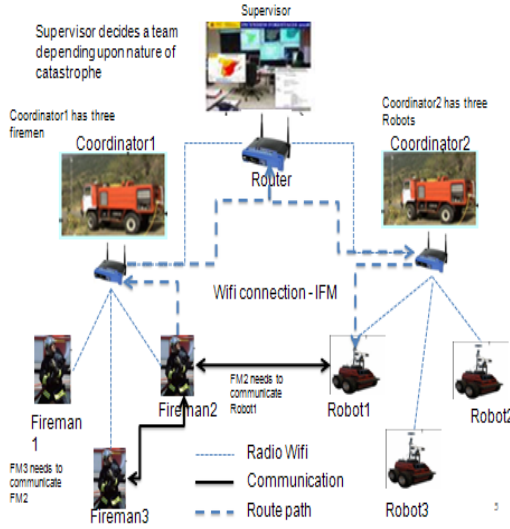 Supervisor
Supervisor decides a team
depending upon nature of
catastrophe
Coordinator1 has three
firemen
Coordinator1
Coordinator2 has three
Robots
Coordinator2
Router
Wifi connection - IFM
FM2 needs to
communicate
Robot1
Fireman
1
Fireman2
Robot1
Robot2
FM3 needs to
communicate
FM2
Fireman3
Radio Wifi
Communication
Route path
Robot3
5